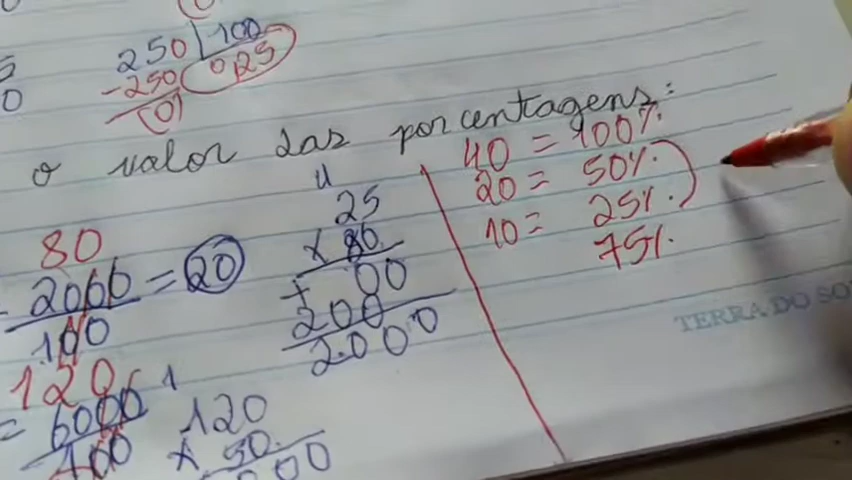 250 | 100
-250 0,25
(0)
o valor das porcentagens:
40 = 100%
20 = 50%
10 = 25%
75%
80
2000 = 20
100
25
x 80
+ 00
200
2000
120
= 6000
100
120
x 50
TERRA DO SO